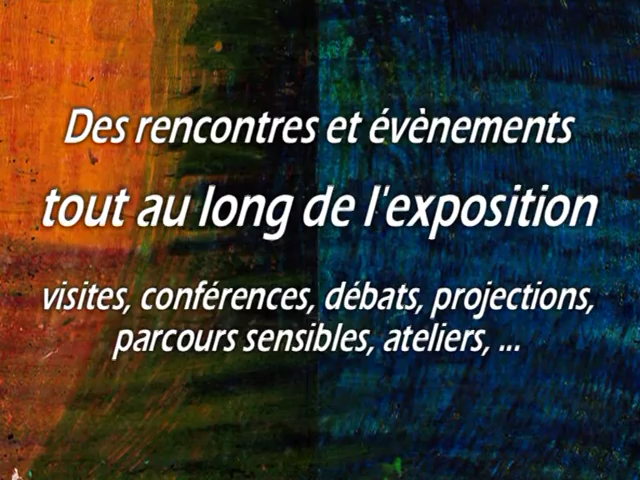 Des rencontres et évènements
tout au long de l'exposition
visites, conférences, débats, projections,
parcours sensibles, ateliers, ...